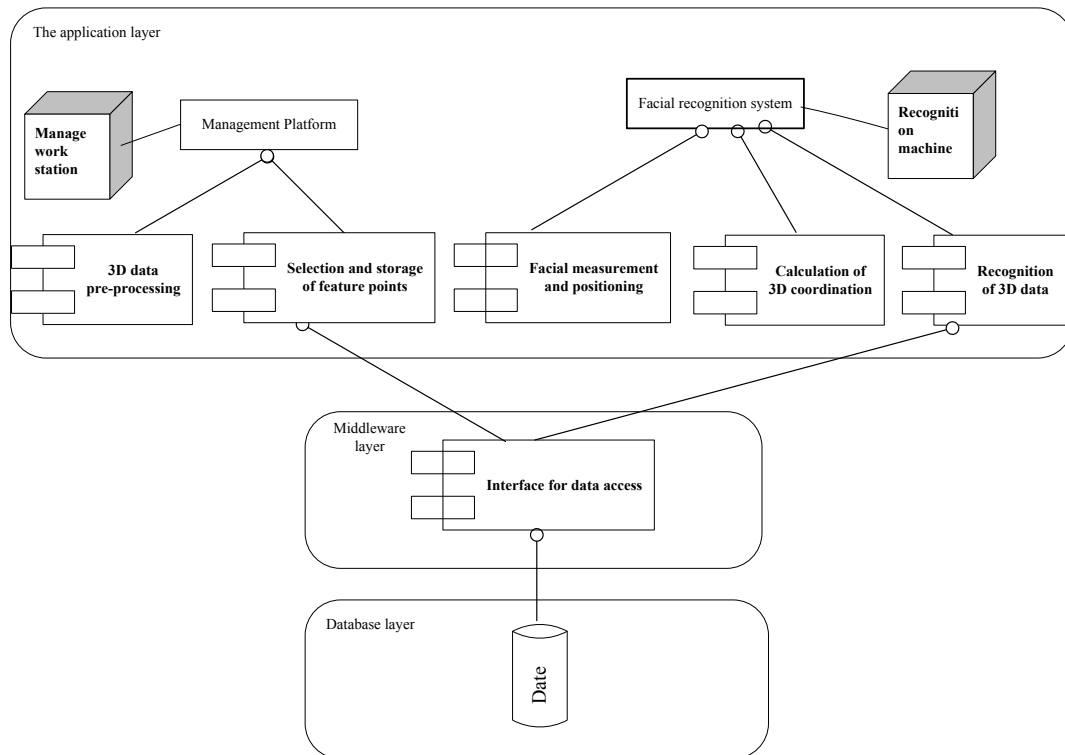 The application layer
Manage
work
station
Management Platform
Facial recognition system
Recogniti
on
machine
3D data
pre-processing
Selection and storage
of feature points
Facial measurement
and positioning
Calculation of
3D coordination
Recognition
of 3D data
Middleware
layer
Interface for data access
Database layer
Date